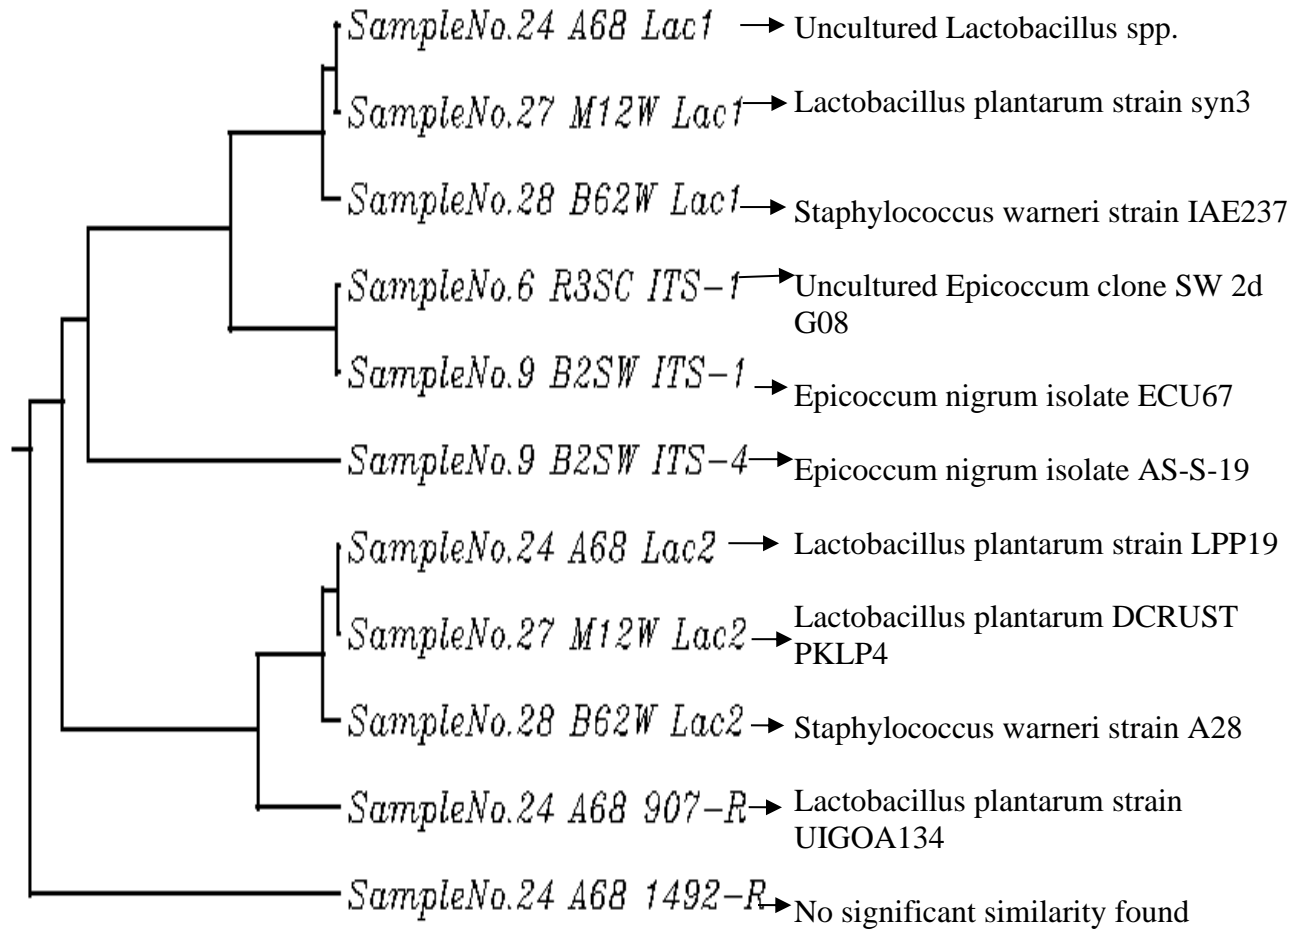 SampleNo.24 A68 Lac1 → Uncultured Lactobacillus spp.
SampleNo.27 M12W Lac1 → Lactobacillus plantarum strain syn3
SampleNo.28 B62W Lac1 → Staphylococcus warneri strain IAE237
SampleNo.6 R3SC ITS-1 → Uncultured Epicoccum clone SW 2d
G08
SampleNo.9 B2SW ITS-1 → Epicoccum nigrum isolate ECU67
SampleNo.9 B2SW ITS-4 → Epicoccum nigrum isolate AS-S-19
SampleNo.24 A68 Lac2 → Lactobacillus plantarum strain LPP19
SampleNo.27 M12W Lac2 → Lactobacillus plantarum DCRUST
PKLP4
SampleNo.28 B62W Lac2 → Staphylococcus warneri strain A28
SampleNo.24 A68 907-R → Lactobacillus plantarum strain
UIGOA134
SampleNo.24 A68 1492-R → No significant similarity found